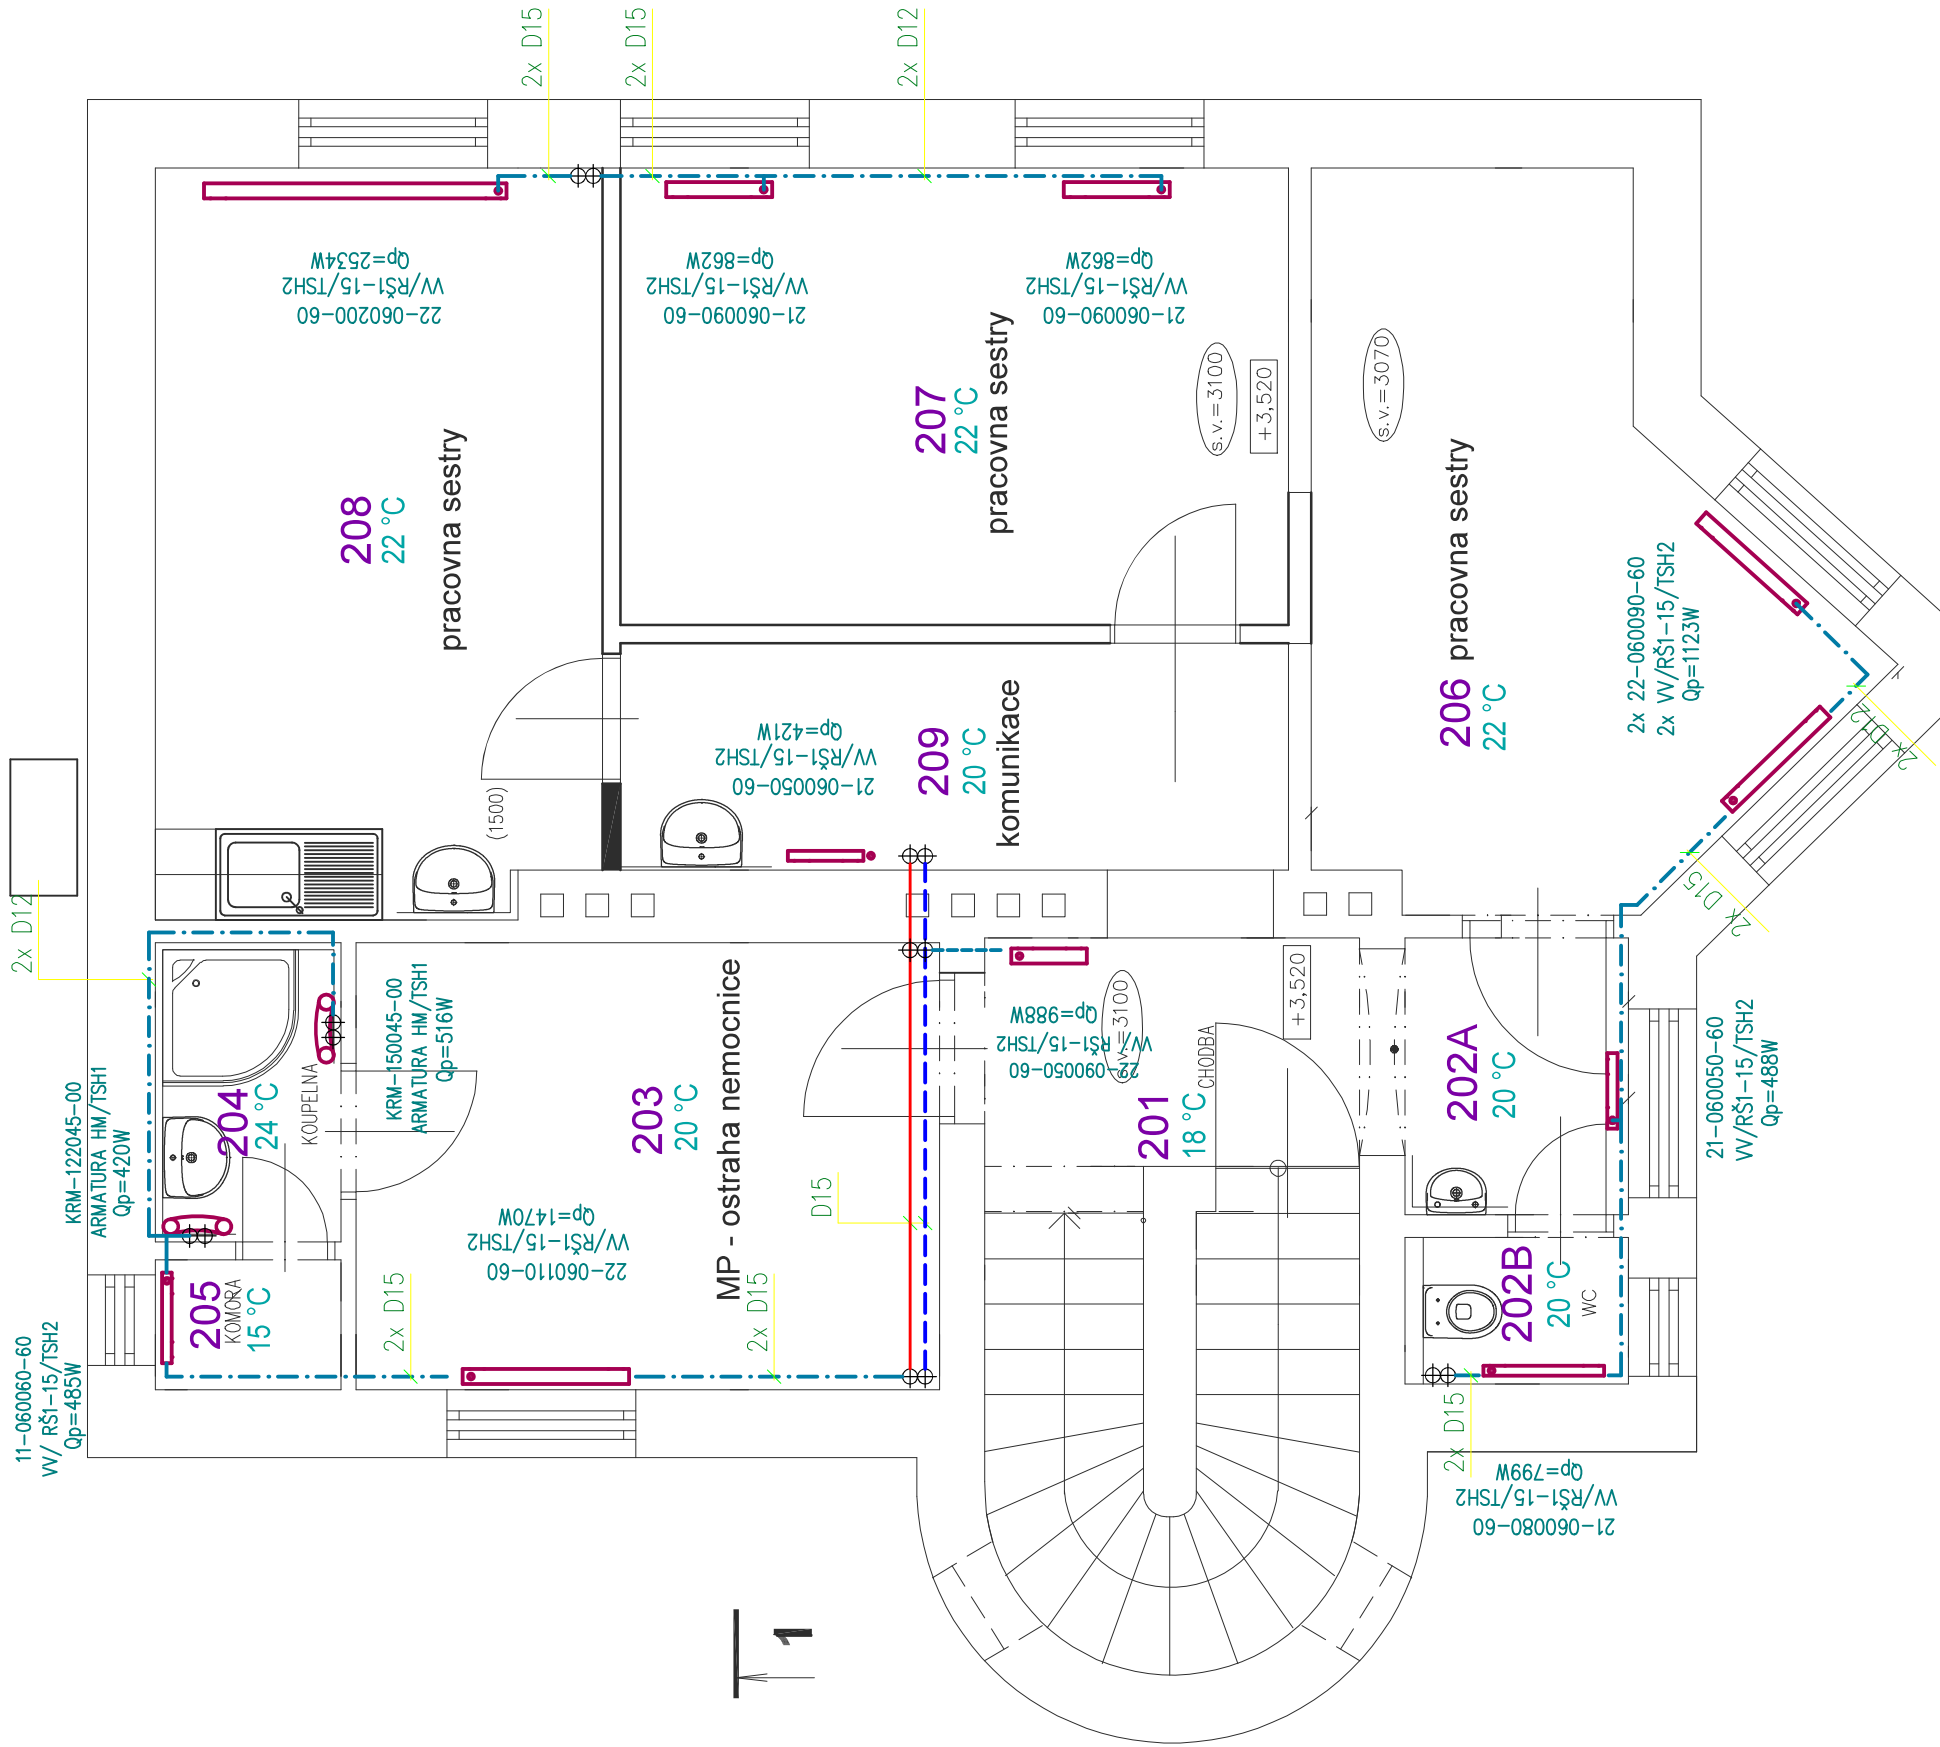 2x D15
2x D15
2x D12
22-060200-60
VV/RŠ1-15/TSH2
Qp=2534W
21-060090-60
VV/RŠ1-15/TSH2
Qp=862W
21-060090-60
VV/RŠ1-15/TSH2
Qp=862W
208
22 °C
pracovna sestry
207
22 °C
pracovna sestry
s.v.=3100
+3,520
s.v.=3070
206 pracovna sestry
22 °C
2x 22-060090-60
2x VV/RŠ1-15/TSH2
Qp=1123W
2x D12
2x D15
21-060050-60
VV/RŠ1-15/TSH2
Qp=421W
209
20 °C
komunikace
(1500)
2x D12
KRM-122045-00
ARMATURA HM/TSH1
Qp=420W
204
24 °C
KOUPELNA
KRM-150045-00
ARMATURA HM/TSH1
Qp=516W
203
20 °C
MP - ostraha nemocnice
22-060110-60
VV/RŠ1-15/TSH2
Qp=1470W
2x D15
2x D15
D15
22-090050-60
VV/RŠ1-15/TSH2
Qp=988W
s.v.=3100
+3,520
201
18 °C
CHODBA
202A
20 °C
21-060050-60
VV/RŠ1-15/TSH2
Qp=488W
202B
20 °C
WC
2x D15
21-060080-60
VV/RŠ1-15/TSH2
Qp=799W
205
KOMORA
15 °C
11-060060-60
VV/ RŠ1-15/TSH2
Qp=485W
1